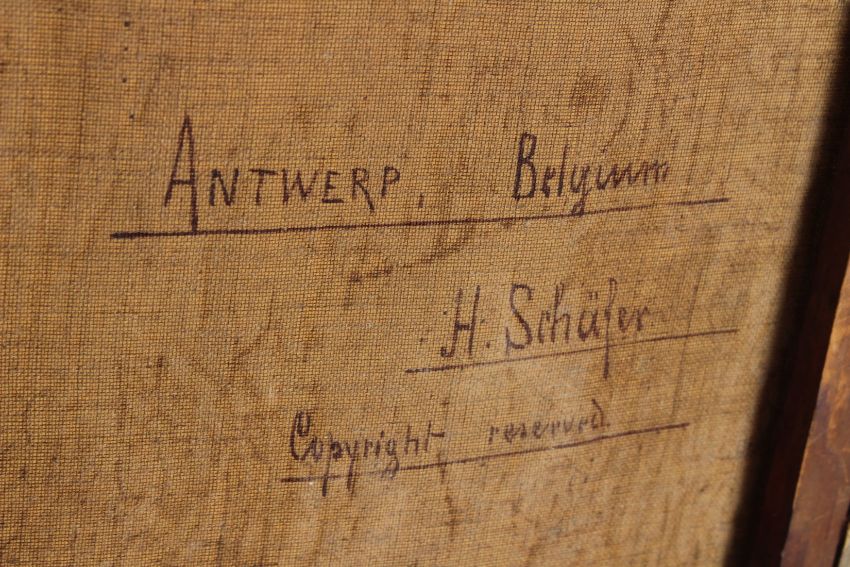 ANTWERP. Belgium.
H. Schäfer
Copyright reserved.